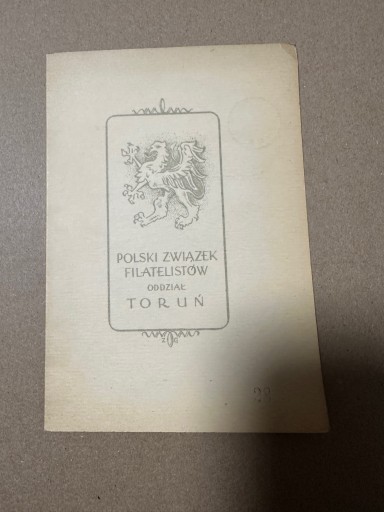 POLSKI ZWIĄZEK
FILATELISTÓW
ODDZIAŁ
TORUŃ